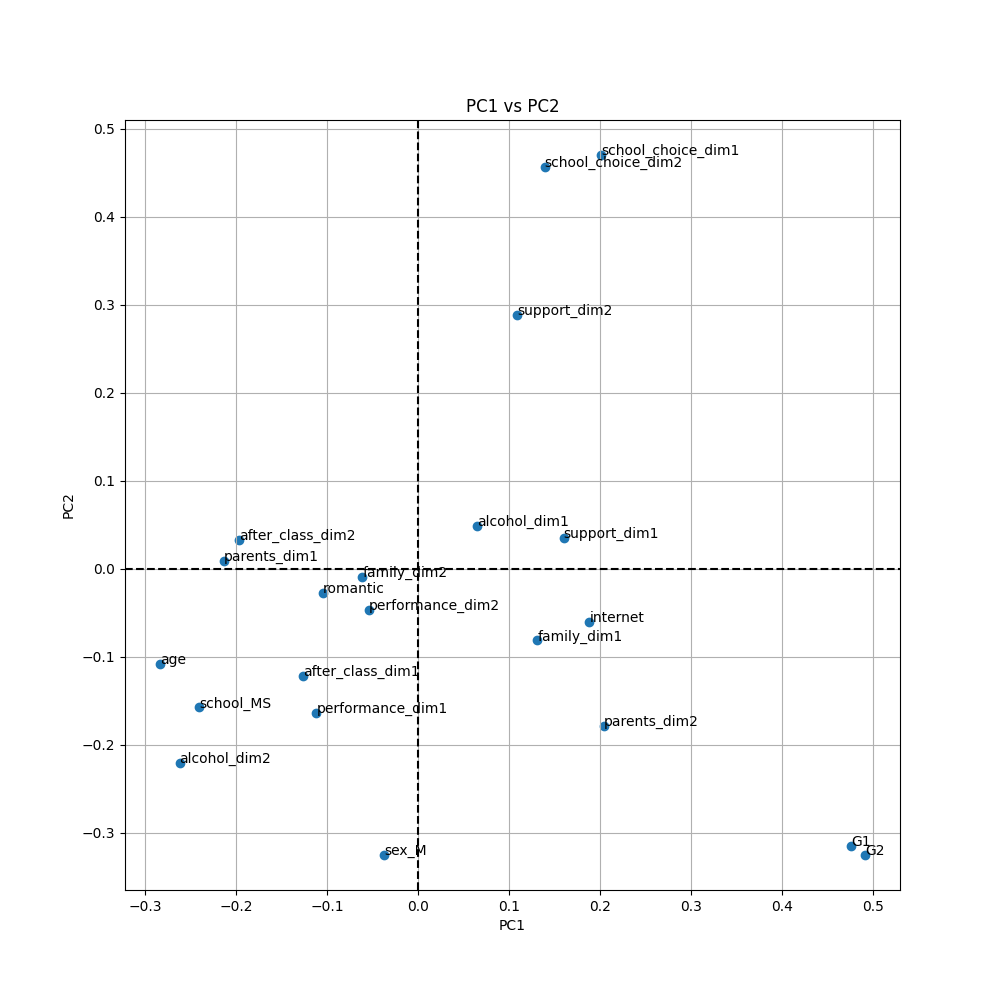 PC1 vs PC2
0.5
school_choice_dim1
school_choice_dim2
0.4
0.3
support_dim2
0.2
0.1
PC2
alcohol_dim1
support_dim1
after_class_dim2
parents_dim1
0.0
family_dim2
romantic
performance_dim2
internet
family_dim1
−0.1
age
after_class_dim1
school_MS
performance_dim1
parents_dim2
−0.2
alcohol_dim2
−0.3
G1
G2
sex_M
−0.3 −0.2 −0.1 0.0 0.1 0.2 0.3 0.4 0.5
PC1